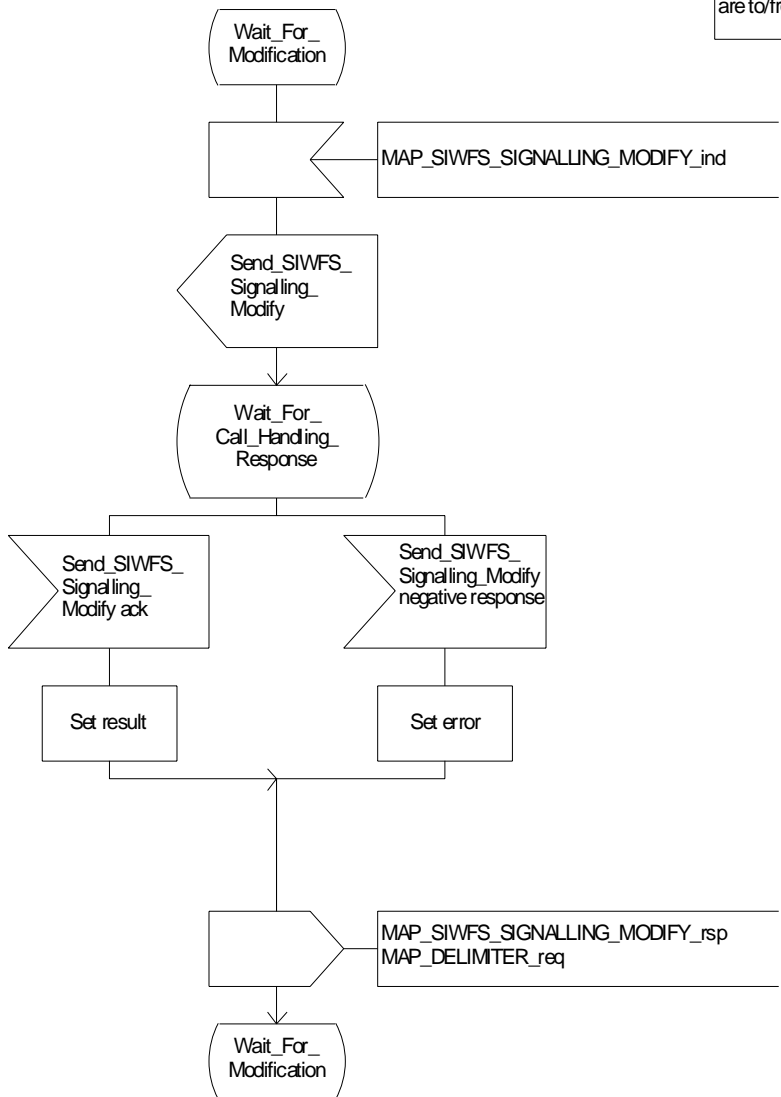 are to/fr
Wait_For_
Modification
MAP_SIWFS_SIGNALLING_MODIFY_ind
Send_SIWFS_
Signalling_
Modify
Wait_For_
Call_Handling_
Response
Send_SIWFS_
Signalling_
Modify ack
Send_SIWFS_
Signalling_Modify
negative response
Set result
Set error
MAP_SIWFS_SIGNALLING_MODIFY_rsp
MAP_DELIMITER_req
Wait_For_
Modification